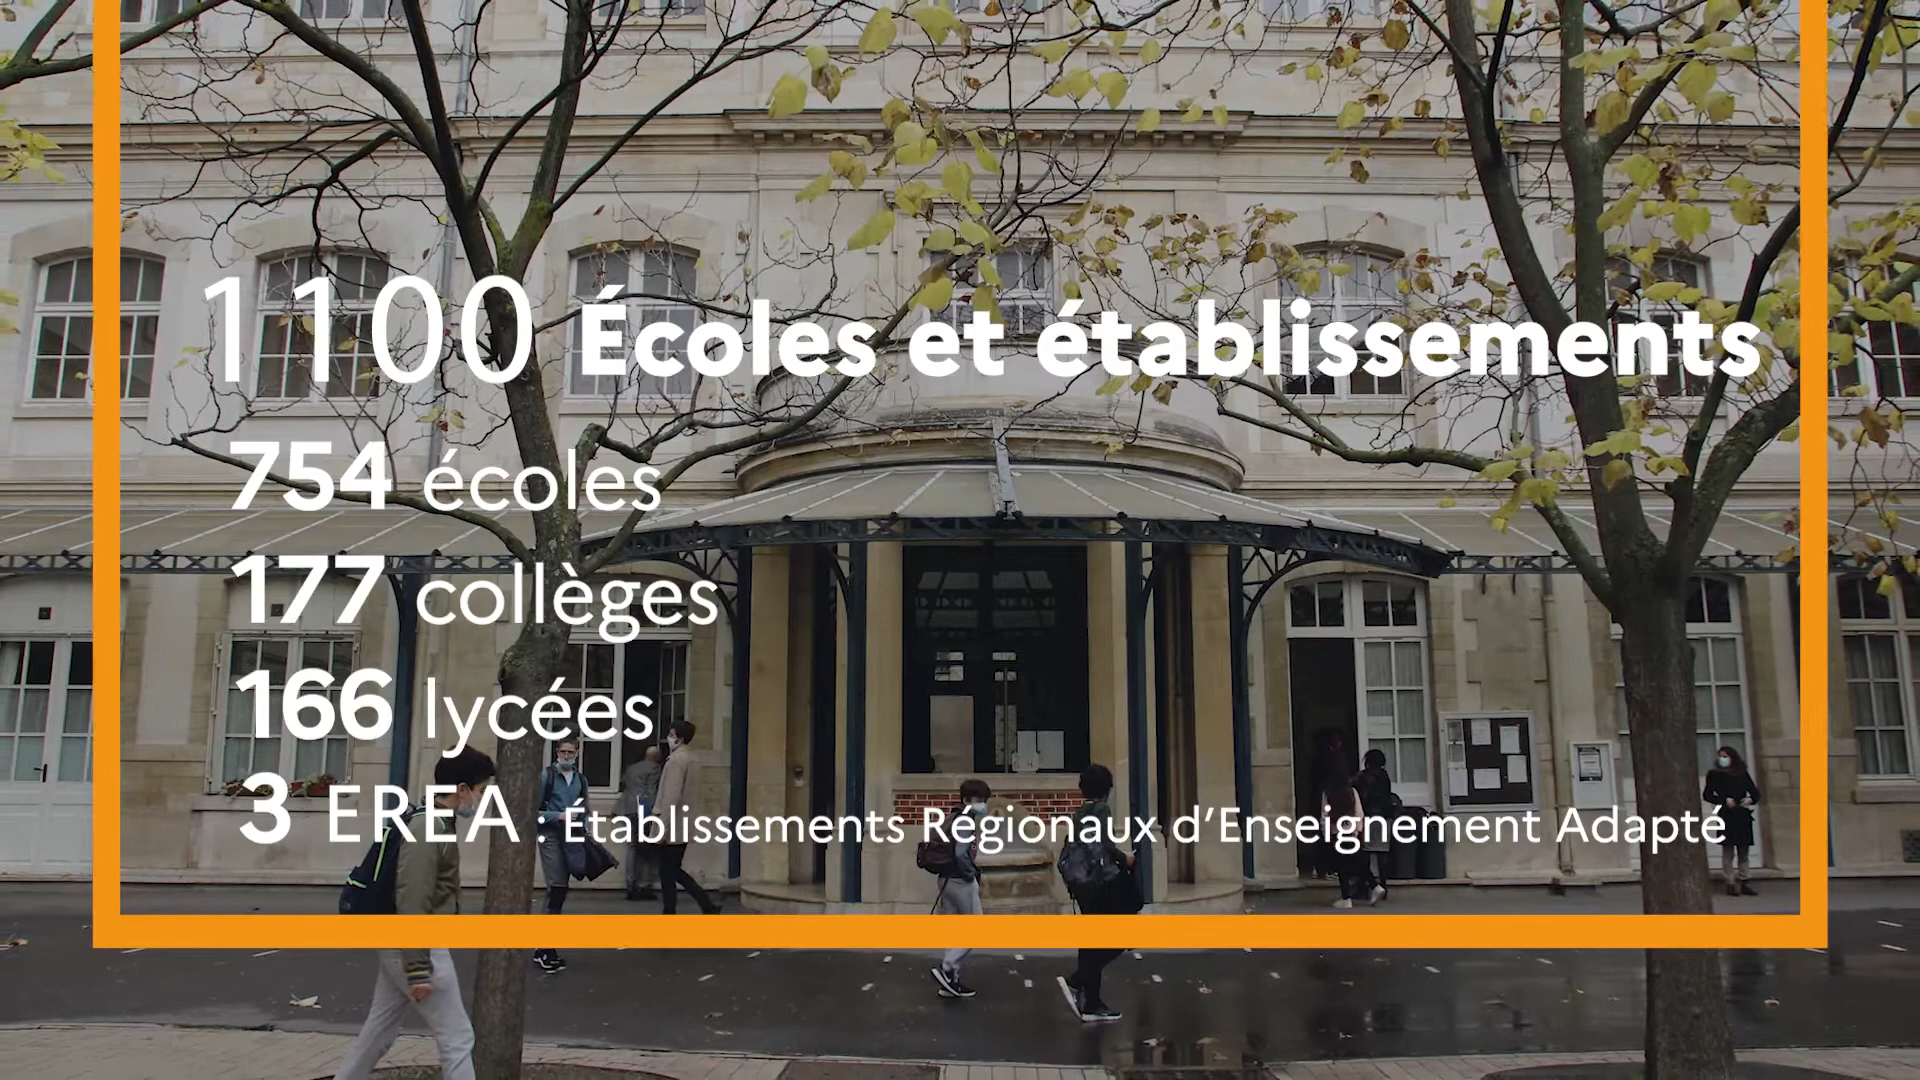 1100 Écoles et établissements
754 écoles
177 collèges
166 lycées
3 EREA : Établissements Régionaux d'Enseignement Adapté